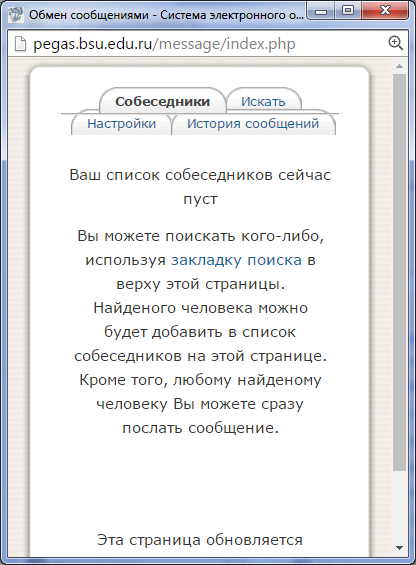 Обмен сообщениями - Система электронного о...
pegas.bsu.edu.ru/message/index.php
Собеседники Искать
Настройки История сообщений
Ваш список собеседников сейчас
пуст
Вы можете поискать кого-либо,
используя закладку поиска в
верху этой страницы.
Найденого человека можно
будет добавить в список
собеседников на этой странице.
Кроме того, любому найденому
человеку Вы можете сразу
послать сообщение.
Эта страница обновляется